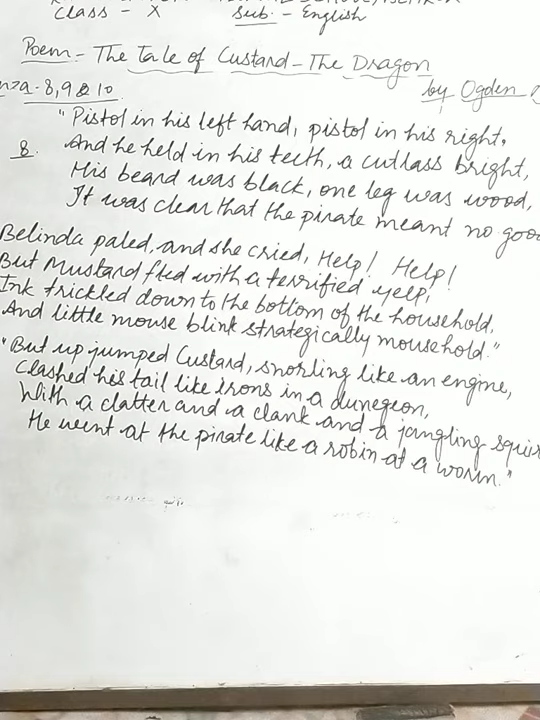 Class - X Sub. - English
Poem - The Tale of Custard - The Dragon
nza - 8, 9 & 10 by Ogden
"Pistol in his left hand, pistol in his right,
8. And he held in his teeth, a cutlass bright,
His beard was black, one leg was wood,
It was clear that the pirate meant no goo
Belinda paled, and she cried, Help! Help!
But Mustard fled with a terrified yelp,
Ink trickled down to the bottom of the household,
And little mouse blink strategically mousehold."
"But up jumped Custard, snorling like an engine,
Clashed his tail like irons in a dunegeon,
With a clatter and a clank and a jangling squir
He went at the pirate like a robin at a worm."